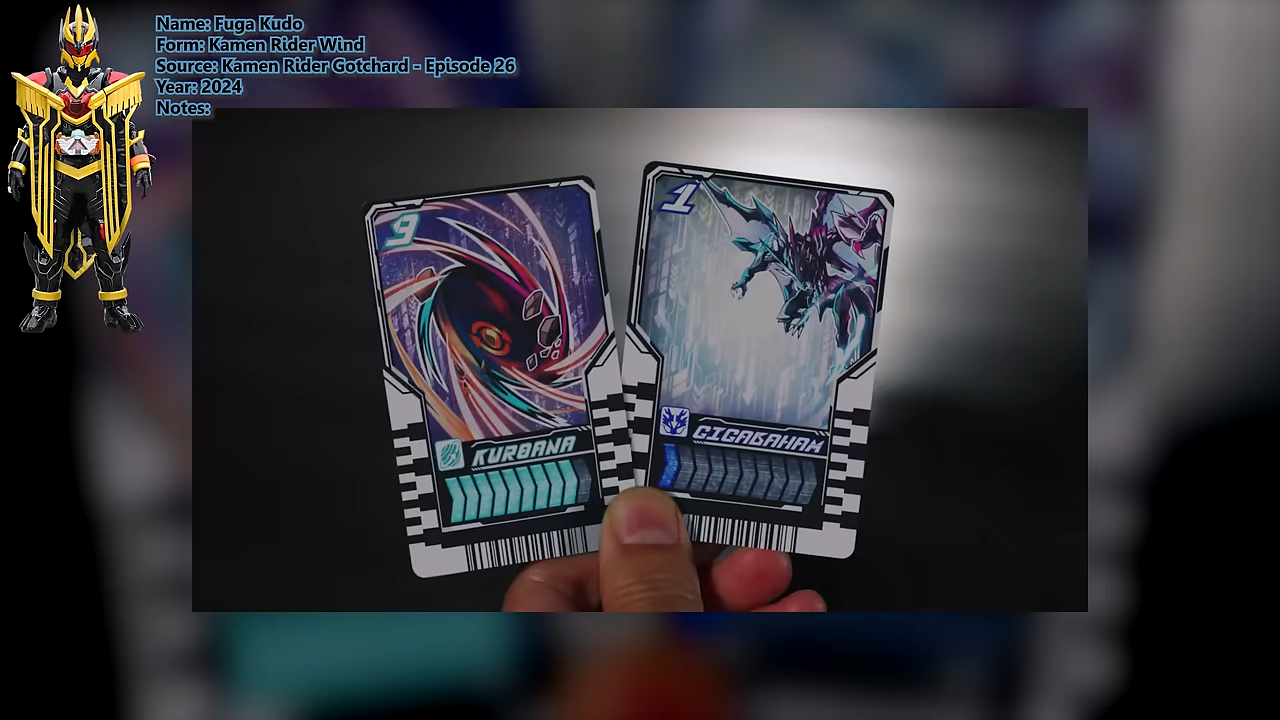 Name: Fuga Kudo
Form: Kamen Rider Wind
Source: Kamen Rider Gotchard - Episode 26
Year: 2024
Notes:
9
KUROANA
1
GIGABAHAM